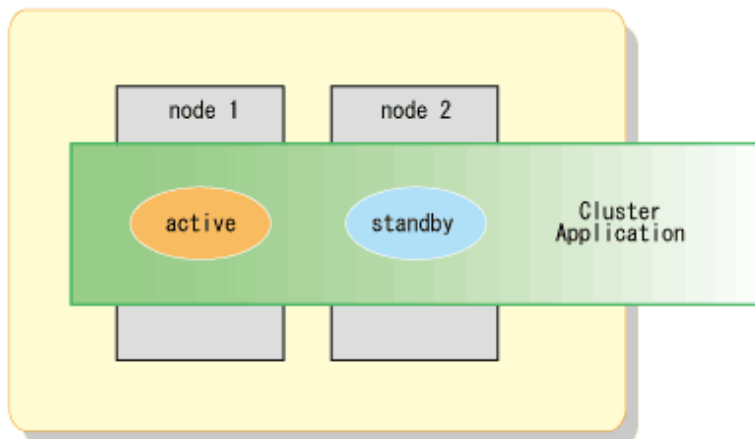 node 1
node 2
active
standby
Cluster
Application